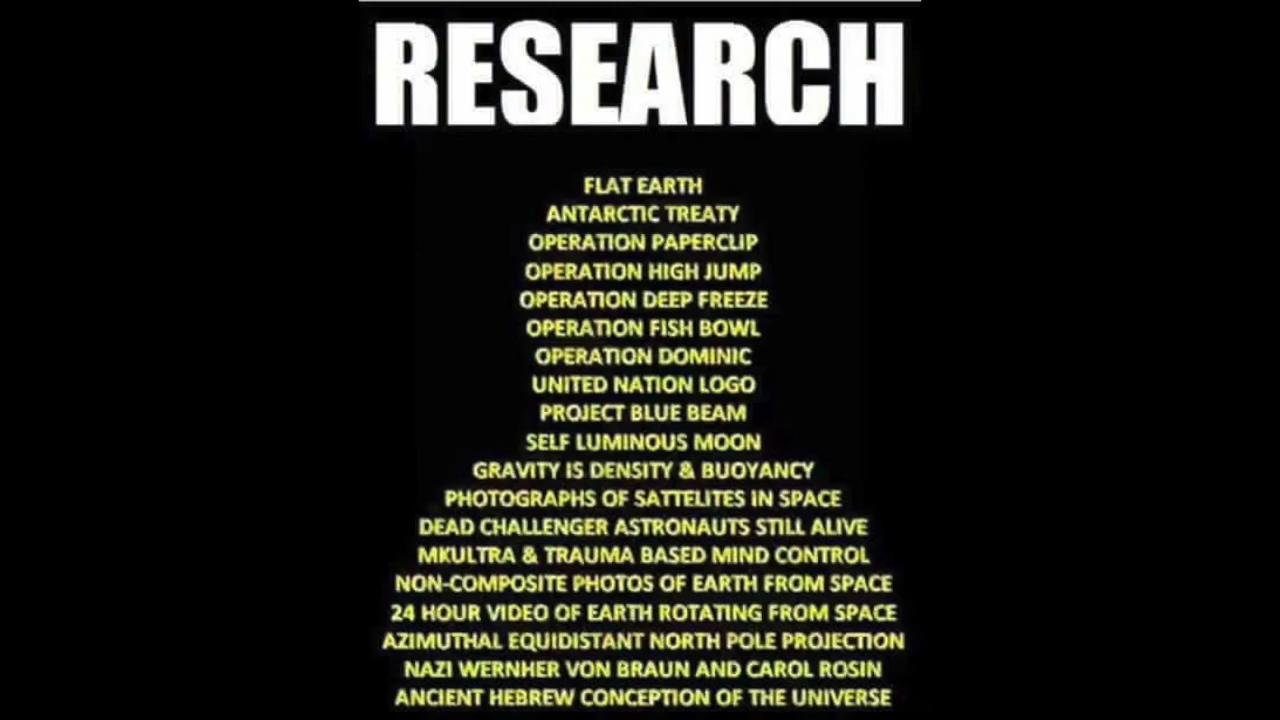 RESEARCH
FLAT EARTH
ANTARCTIC TREATY
OPERATION PAPERCLIP
OPERATION HIGH JUMP
OPERATION DEEP FREEZE
OPERATION FISH BOWL
OPERATION DOMINIC
UNITED NATION LOGO
PROJECT BLUE BEAM
SELF LUMINOUS MOON
GRAVITY IS DENSITY & BUOYANCY
PHOTOGRAPHS OF SATTELITES IN SPACE
DEAD CHALLENGER ASTRONAUTS STILL ALIVE
MKULTRA & TRAUMA BASED MIND CONTROL
NON-COMPOSITE PHOTOS OF EARTH FROM SPACE
24 HOUR VIDEO OF EARTH ROTATING FROM SPACE
AZIMUTHAL EQUIDISTANT NORTH POLE PROJECTION
NAZI WERNHER VON BRAUN AND CAROL ROSIN
ANCIENT HEBREW CONCEPTION OF THE UNIVERSE